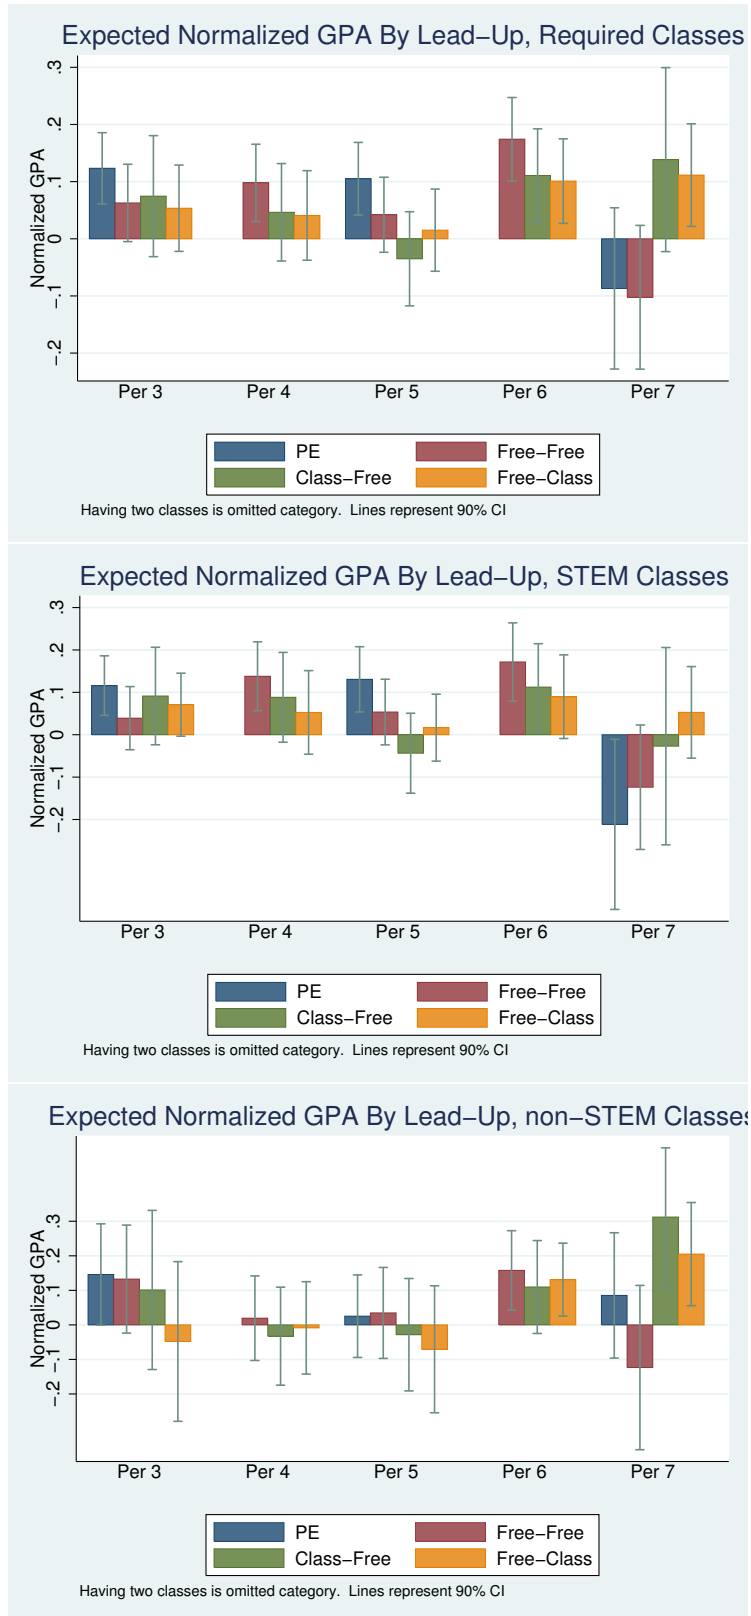 Expected Normalized GPA By Lead−Up, Required Classes
Normalized GPA
.3
.2
.1
0
−.1
−.2
Per 3 Per 4 Per 5 Per 6 Per 7
PE Free−Free
Class−Free Free−Class
Having two classes is omitted category. Lines represent 90% CI
Expected Normalized GPA By Lead−Up, STEM Classes
Normalized GPA
.3
.2
.1
0
−.1
−.2
Per 3 Per 4 Per 5 Per 6 Per 7
PE Free−Free
Class−Free Free−Class
Having two classes is omitted category. Lines represent 90% CI
Expected Normalized GPA By Lead−Up, non−STEM Classes
Normalized GPA
.3
.2
.1
0
−.1
−.2
Per 3 Per 4 Per 5 Per 6 Per 7
PE Free−Free
Class−Free Free−Class
Having two classes is omitted category. Lines represent 90% CI